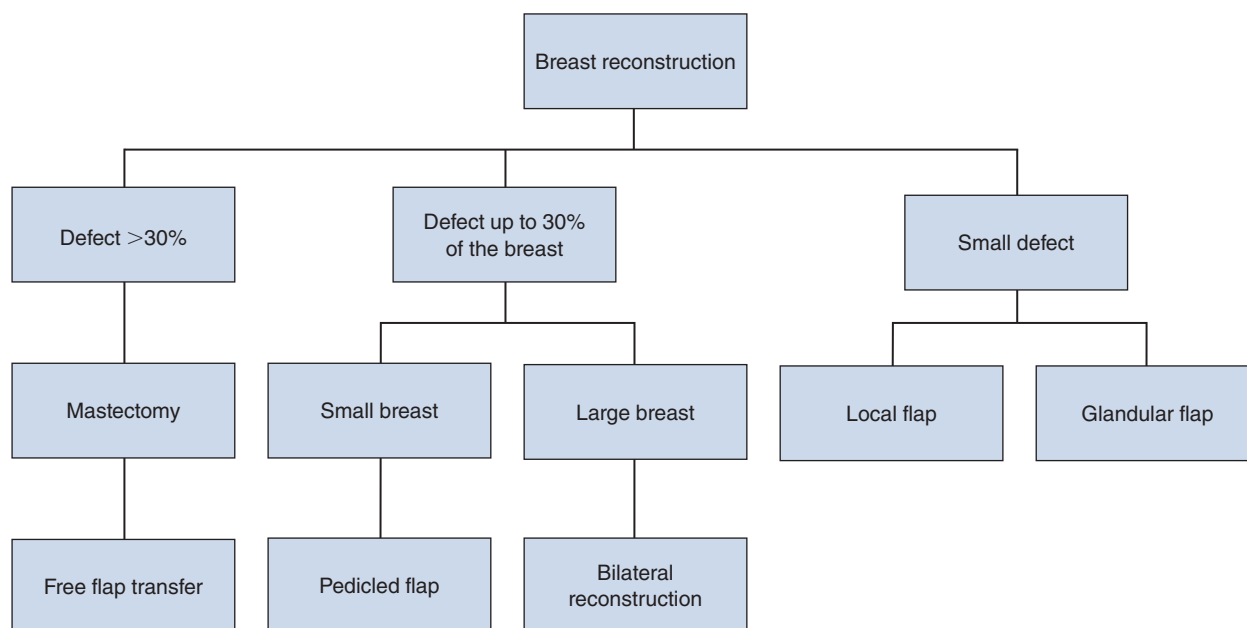 Breast reconstruction
Defect >30%
Defect up to 30%
of the breast
Small defect
Mastectomy
Small breast
Large breast
Local flap
Glandular flap
Free flap transfer
Pedicled flap
Bilateral
reconstruction